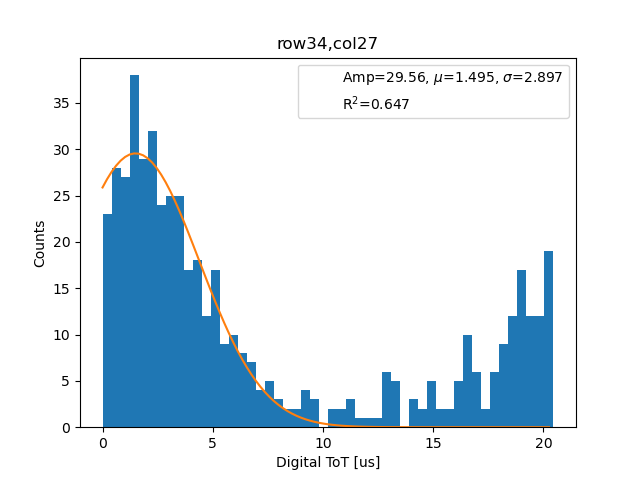 row34,col27
Amp=29.56, μ=1.495, σ=2.897
R²=0.647
35
30
25
20
15
10
5
0
Counts
0 5 10 15 20
Digital ToT [us]